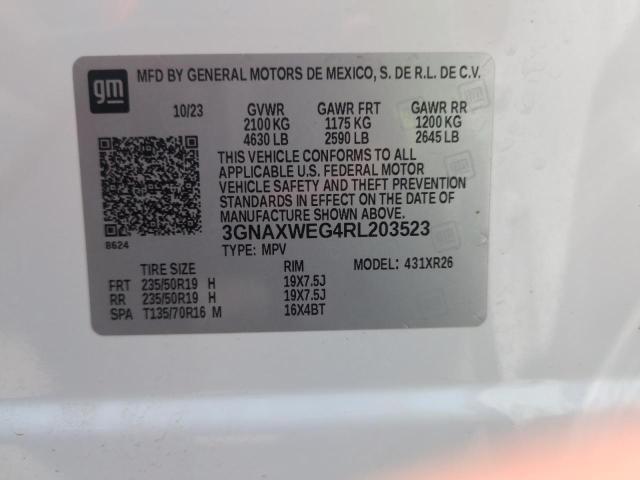 gm
MFD BY GENERAL MOTORS DE MEXICO, S. DE R.L. DE C.V.
10/23 GVWR GAWR FRT GAWR RR
2100 KG 1175 KG 1200 KG
4630 LB 2590 LB 2645 LB
THIS VEHICLE CONFORMS TO ALL
APPLICABLE U.S. FEDERAL MOTOR
VEHICLE SAFETY AND THEFT PREVENTION
STANDARDS IN EFFECT ON THE DATE OF
MANUFACTURE SHOWN ABOVE.
8624
3GNAXWEG4RL203523
TYPE: MPV MODEL: 431XR26
TIRE SIZE RIM
FRT 235/50R19 H 19X7.5J
RR 235/50R19 H 19X7.5J
SPA T135/70R16 M 16X4BT